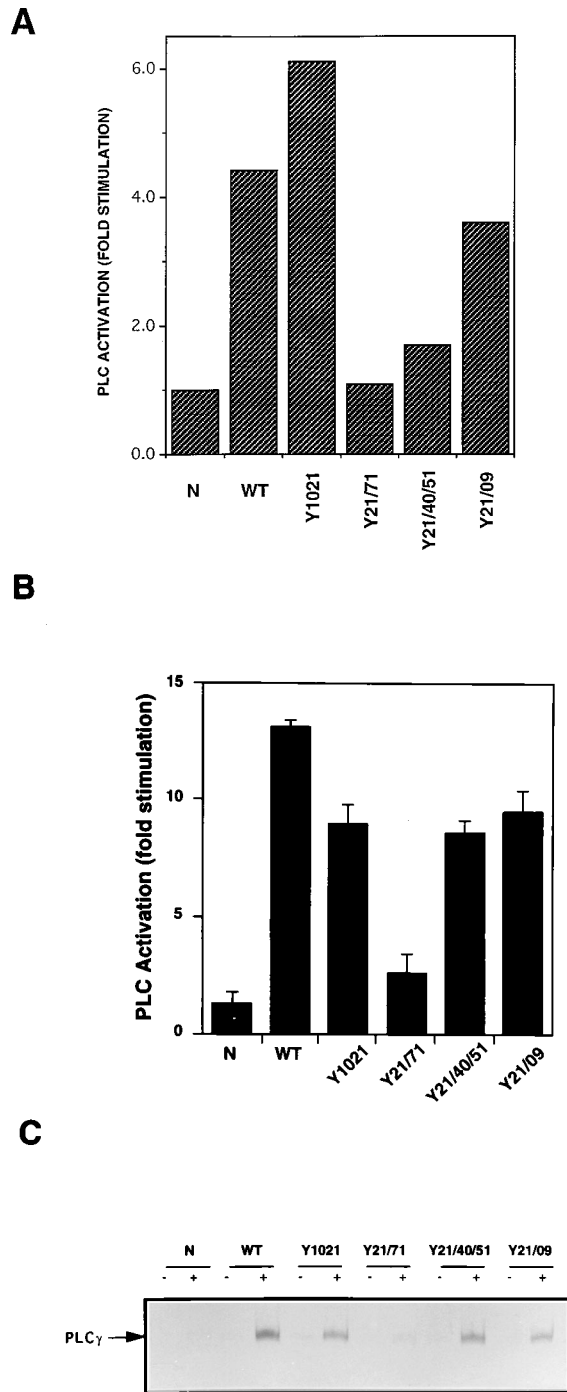 A
PLC ACTIVATION (FOLD STIMULATION)
6.0
4.0
2.0
0.0
N WT Y1021 Y21/71 Y21/40/51 Y21/09
B
PLC Activation (fold stimulation)
15
10
5
0
N WT Y1021 Y21/71 Y21/40/51 Y21/09
C
N WT Y1021 Y21/71 Y21/40/51 Y21/09
- + - + - + - + - + - +
PLCγ